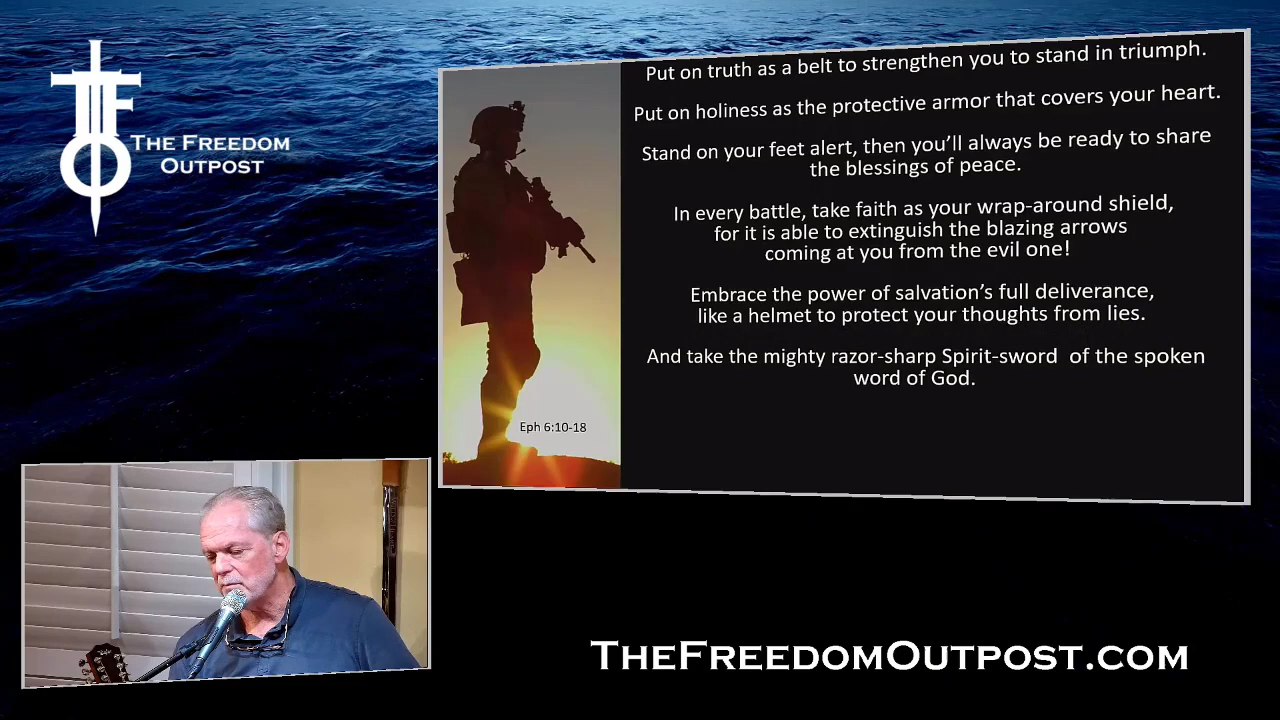 The Freedom
Outpost
Put on truth as a belt to strengthen you to stand in triumph.
Put on holiness as the protective armor that covers your heart.
Stand on your feet alert, then you’ll always be ready to share
the blessings of peace.
In every battle, take faith as your wrap-around shield,
for it is able to extinguish the blazing arrows
coming at you from the evil one!
Embrace the power of salvation’s full deliverance,
like a helmet to protect your thoughts from lies.
And take the mighty razor-sharp Spirit-sword of the spoken
word of God.
Eph 6:10-18
TheFreedomOutpost.com